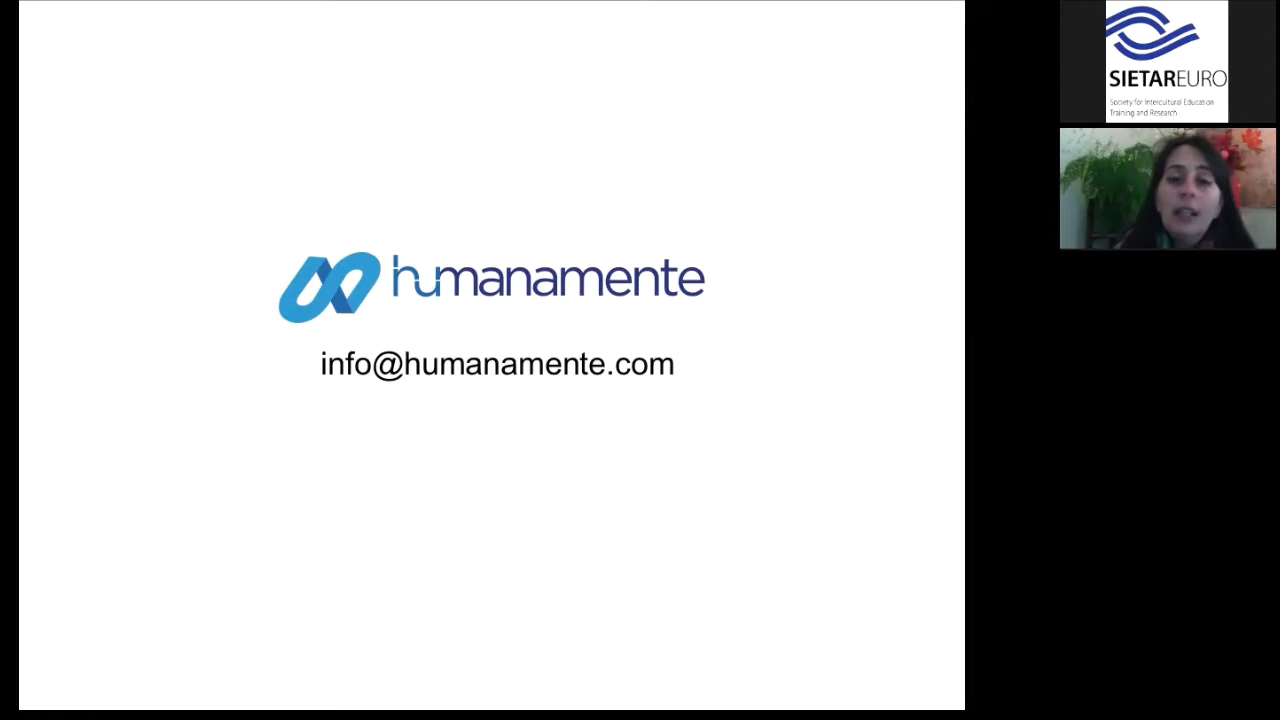 humanamente
info@humanamente.com
SIETAREURO
Society for Intercultural Education
Training and Research